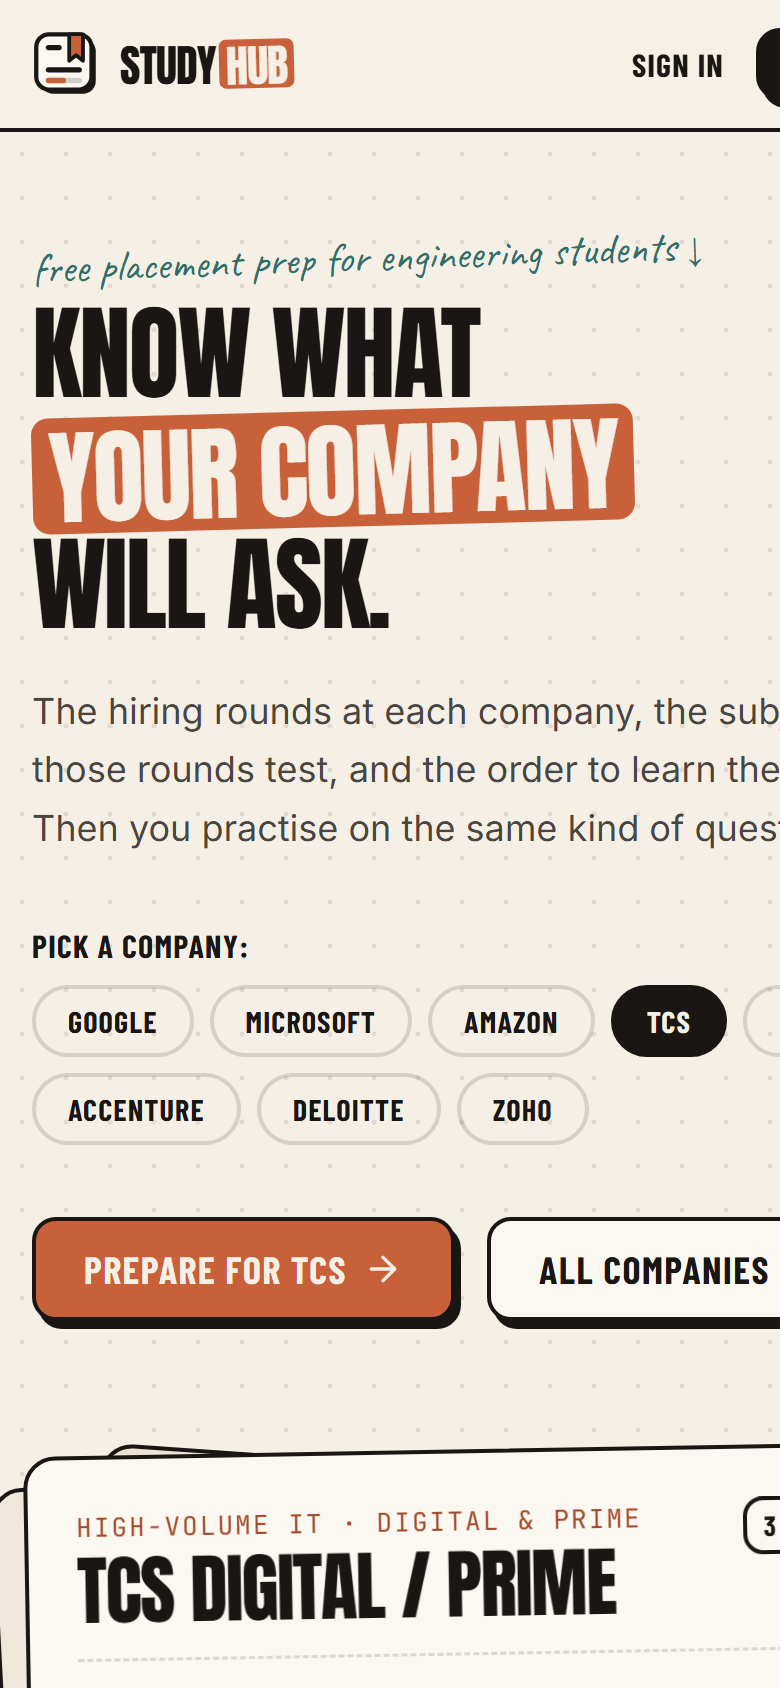 STUDY HUB
SIGN IN
free placement prep for engineering students ↓
KNOW WHAT
YOUR COMPANY
WILL ASK.
The hiring rounds at each company, the
those rounds test, and the order to learn
Then you practise on the same kind of
PICK A COMPANY:
GOOGLE MICROSOFT AMAZON TCS
ACCENTURE DELOITTE ZOHO
PREPARE FOR TCS →
ALL COMPANIES
HIGH-VOLUME IT · DIGITAL & PRIME
3
TCS DIGITAL / PRIME